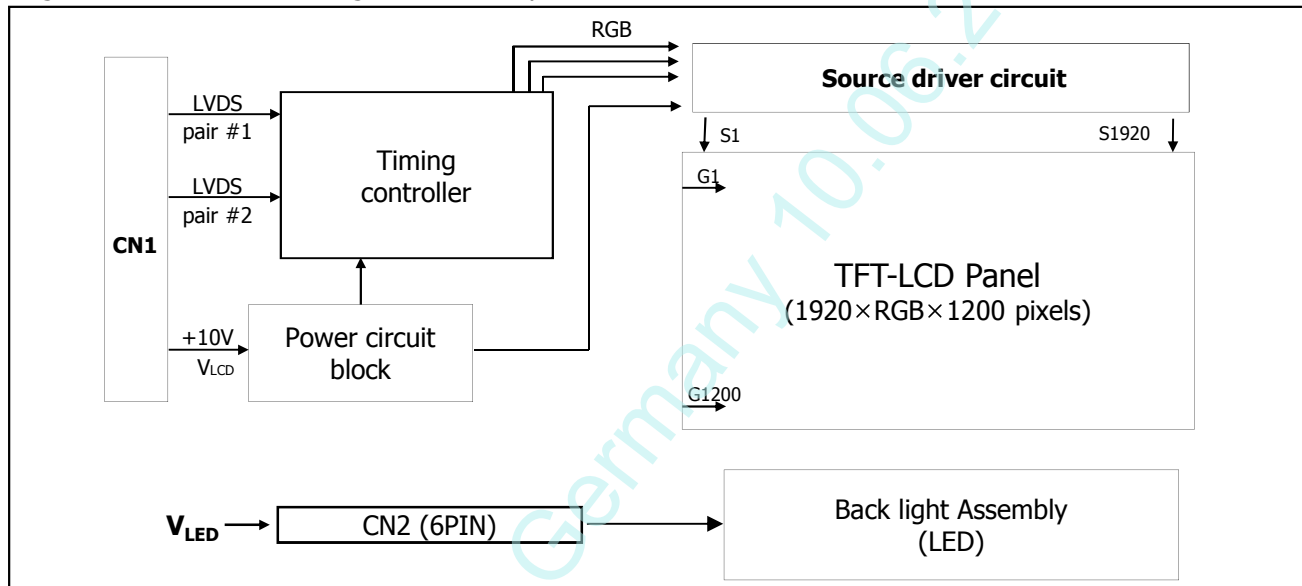 RGB
Source driver circuit
LVDS
pair #1
Timing
controller
S1
S1920
G1
LVDS
pair #2
CN1
TFT-LCD Panel
(1920×RGB×1200 pixels)
+10V
VLCD
Power circuit
block
G1200
VLED
CN2 (6PIN)
Back light Assembly
(LED)
Germany 10.06.2